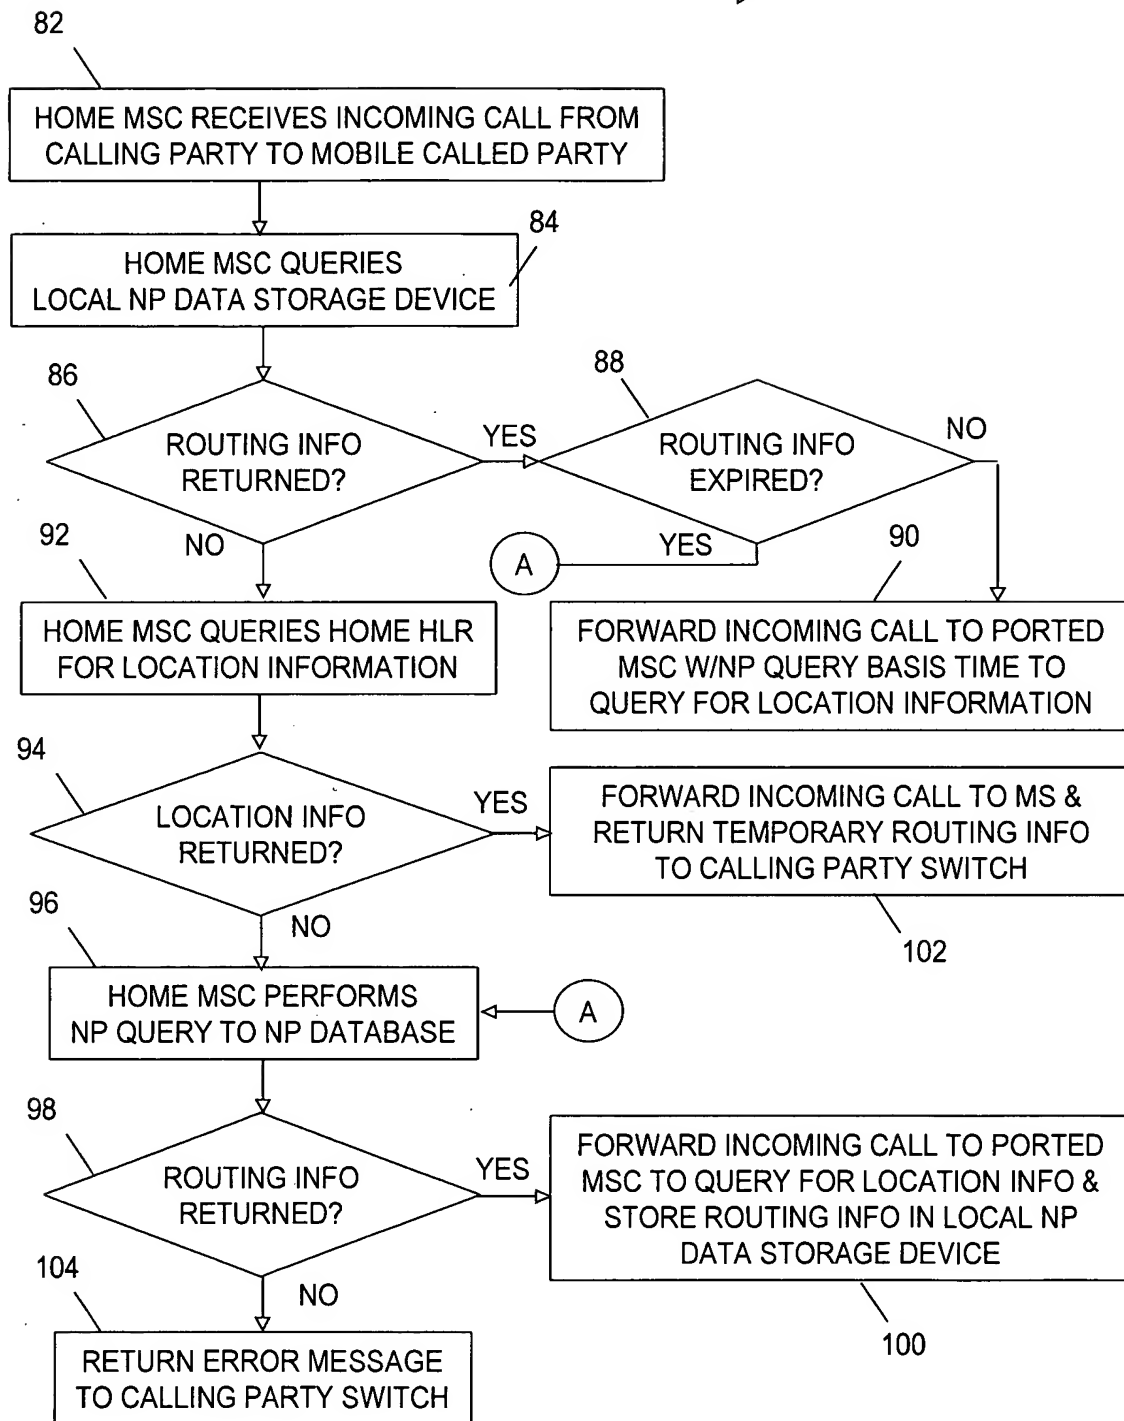 82
HOME MSC RECEIVES INCOMING CALL FROM
CALLING PARTY TO MOBILE CALLED PARTY
84
HOME MSC QUERIES
LOCAL NP DATA STORAGE DEVICE
86
ROUTING INFO
RETURNED?
YES
88
ROUTING INFO
EXPIRED?
NO
YES
A
90
FORWARD INCOMING CALL TO PORTED
MSC W/NP QUERY BASIS TIME TO
QUERY FOR LOCATION INFORMATION
NO
92
HOME MSC QUERIES HOME HLR
FOR LOCATION INFORMATION
94
LOCATION INFO
RETURNED?
YES
FORWARD INCOMING CALL TO MS &
RETURN TEMPORARY ROUTING INFO
TO CALLING PARTY SWITCH
102
NO
96
HOME MSC PERFORMS
NP QUERY TO NP DATABASE
A
98
ROUTING INFO
RETURNED?
YES
FORWARD INCOMING CALL TO PORTED
MSC TO QUERY FOR LOCATION INFO &
STORE ROUTING INFO IN LOCAL NP
DATA STORAGE DEVICE
100
NO
104
RETURN ERROR MESSAGE
TO CALLING PARTY SWITCH